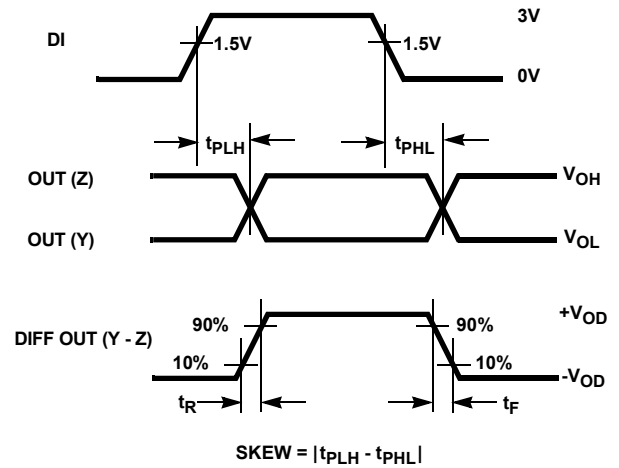 3V
DI
1.5V
1.5V
0V
tPLH
tPHL
OUT (Z)
VOH
OUT (Y)
VOL
+VOD
90%
90%
DIFF OUT (Y - Z)
10%
10%
-VOD
tR
tF
SKEW = |tPLH - tPHL|